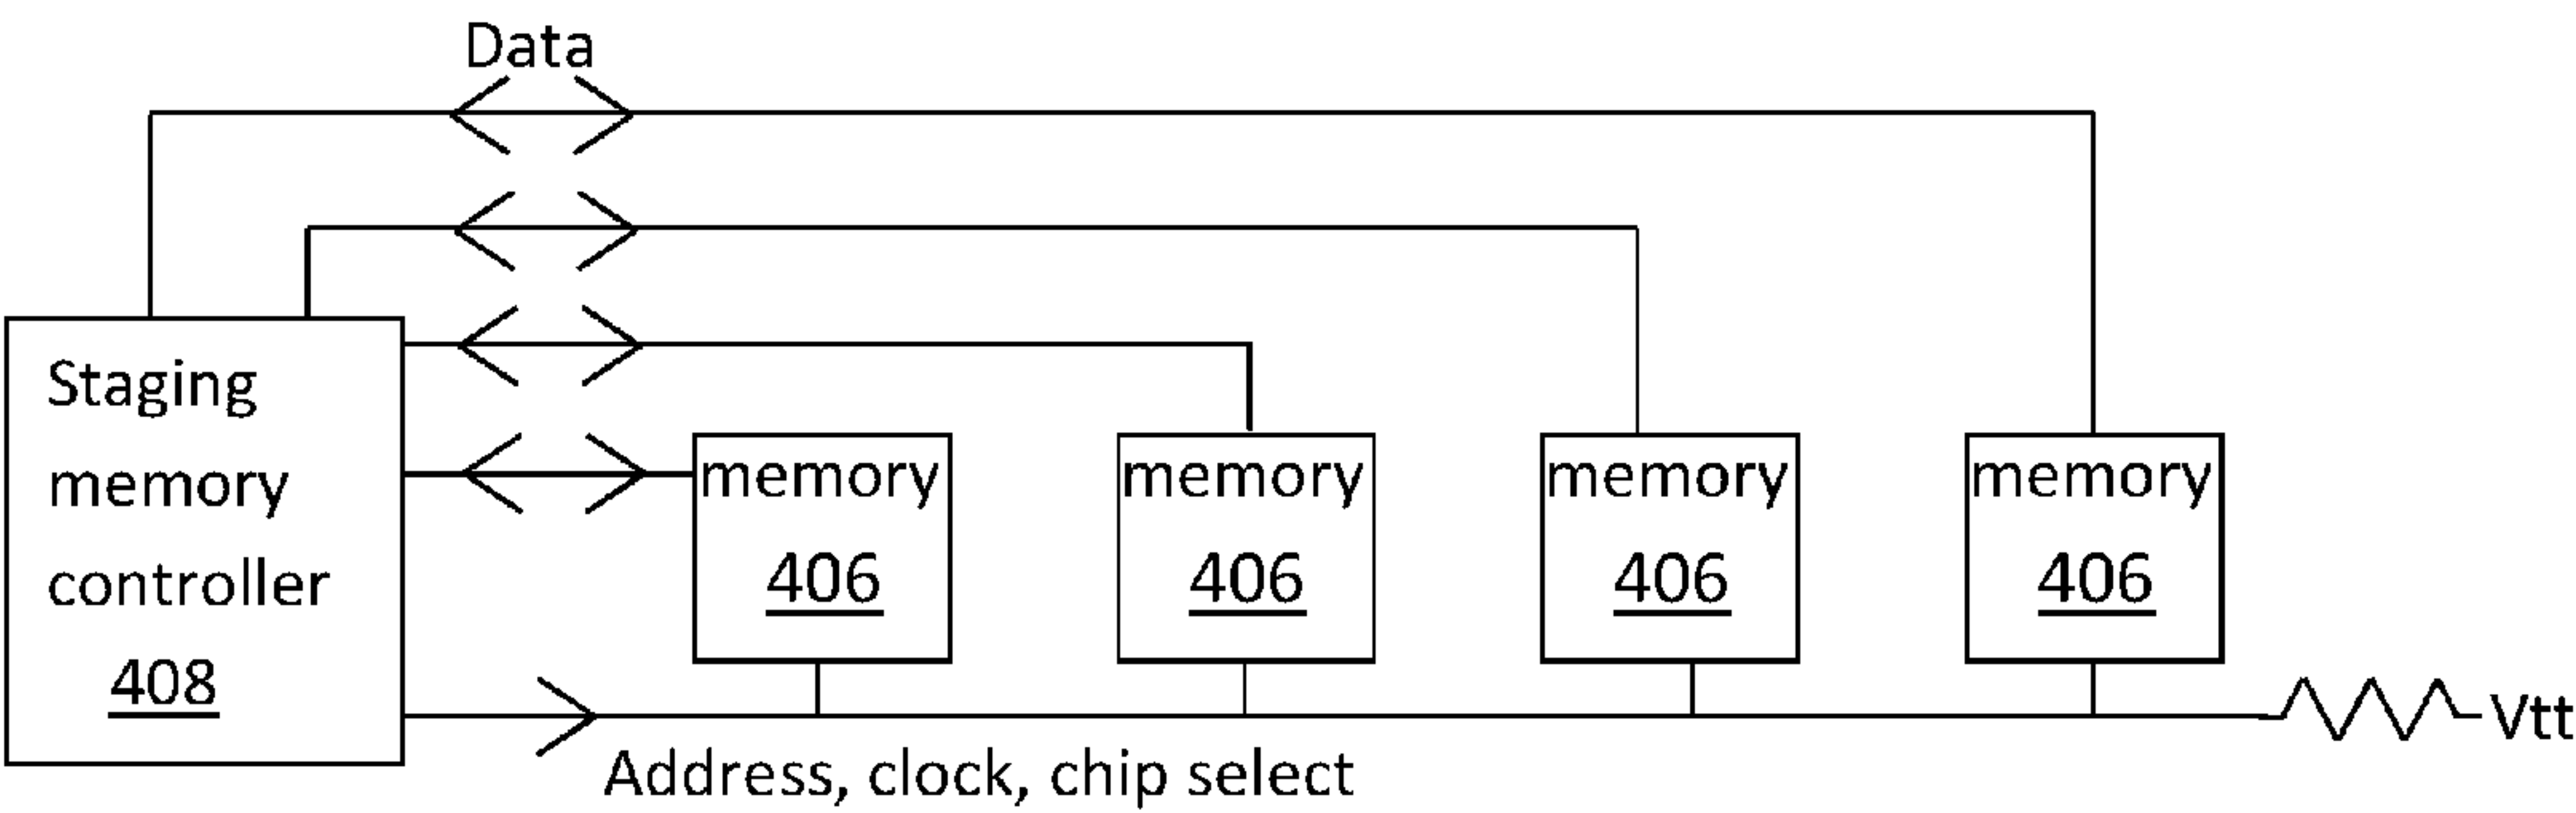 Data
Staging
memory
controller
408
memory
406
memory
406
memory
406
memory
406
Vtt
Address, clock, chip select